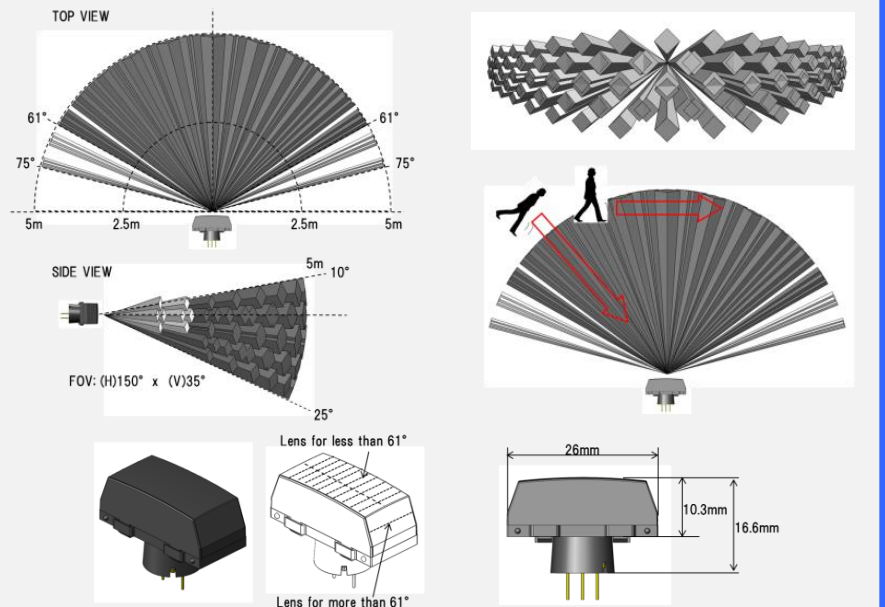 TOP VIEW
61°
61°
75°
75°
5m
2.5m
2.5m
5m
SIDE VIEW
5m
10°
FOV: (H)150° x (V)35°
25°
Lens for less than 61°
Lens for more than 61°
26mm
10.3mm
16.6mm